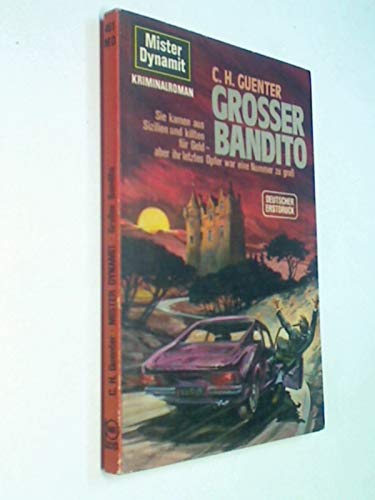 Mister
Dynamit
KRIMINALROMAN
C. H. GUENTER
GROSSER
BANDITO
Sie kamen aus
Sizilien und killten
für Geld –
aber ihr letztes Opfer war eine Nummer zu groß
DEUTSCHER
ERSTDRUCK
C. H. Guenter MISTER DYNAMIT Großer Bandito